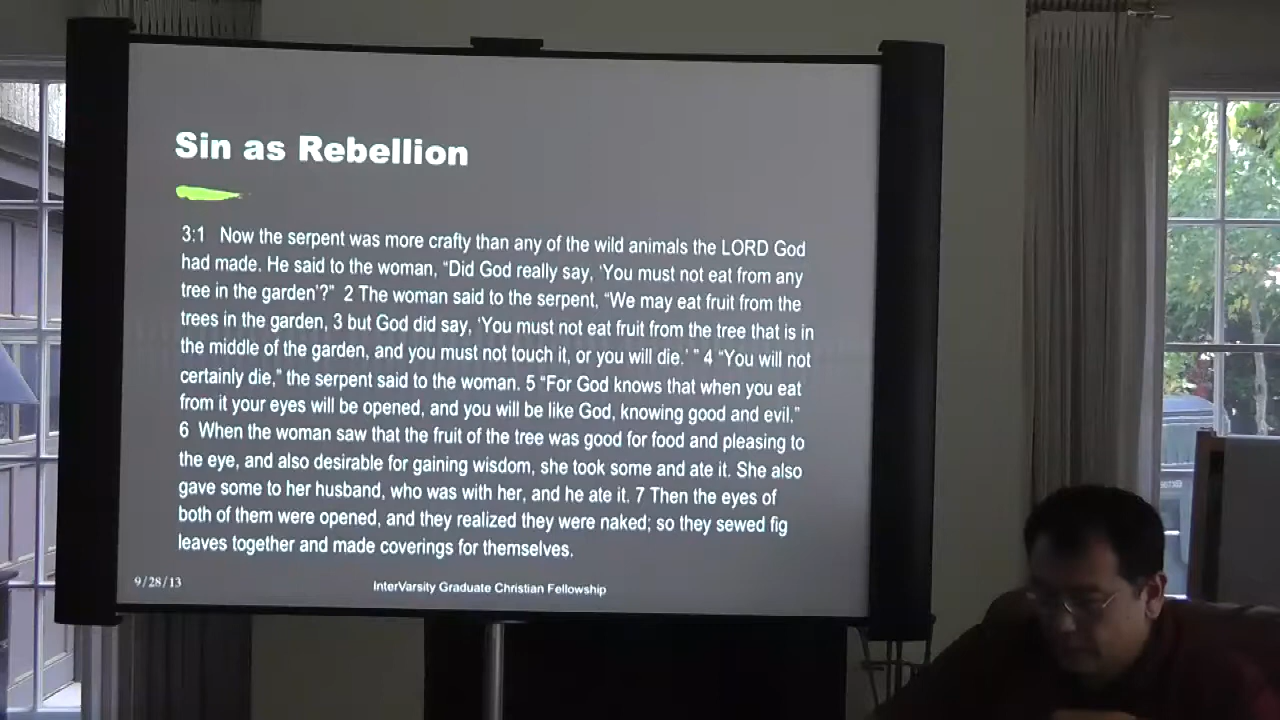 Sin as Rebellion
3:1 Now the serpent was more crafty than any of the wild animals the LORD God
had made. He said to the woman, “Did God really say, ‘You must not eat from any
tree in the garden’?” 2 The woman said to the serpent, “We may eat fruit from the
trees in the garden, 3 but God did say, ‘You must not eat fruit from the tree that is in
the middle of the garden, and you must not touch it, or you will die.’ ” 4 “You will not
certainly die,” the serpent said to the woman. 5 “For God knows that when you eat
from it your eyes will be opened, and you will be like God, knowing good and evil.”
6 When the woman saw that the fruit of the tree was good for food and pleasing to
the eye, and also desirable for gaining wisdom, she took some and ate it. She also
gave some to her husband, who was with her, and he ate it. 7 Then the eyes of
both of them were opened, and they realized they were naked; so they sewed fig
leaves together and made coverings for themselves.
9/28/13
InterVarsity Graduate Christian Fellowship